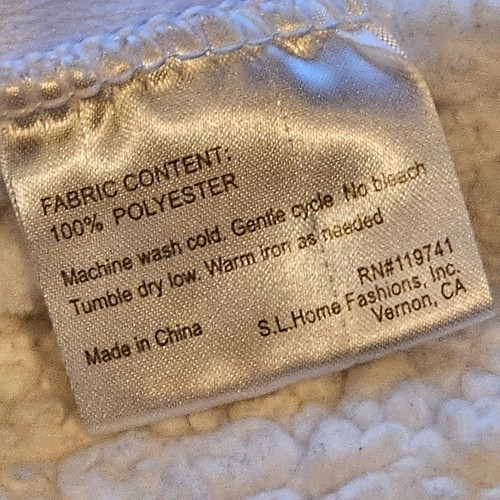 FABRIC CONTENT:
100% POLYESTER
Machine wash cold. Gentle cycle No bleach
Tumble dry low. Warm iron as needed
RN#119741
Made in China
S.L.Home Fashions, Inc.
Vernon, CA